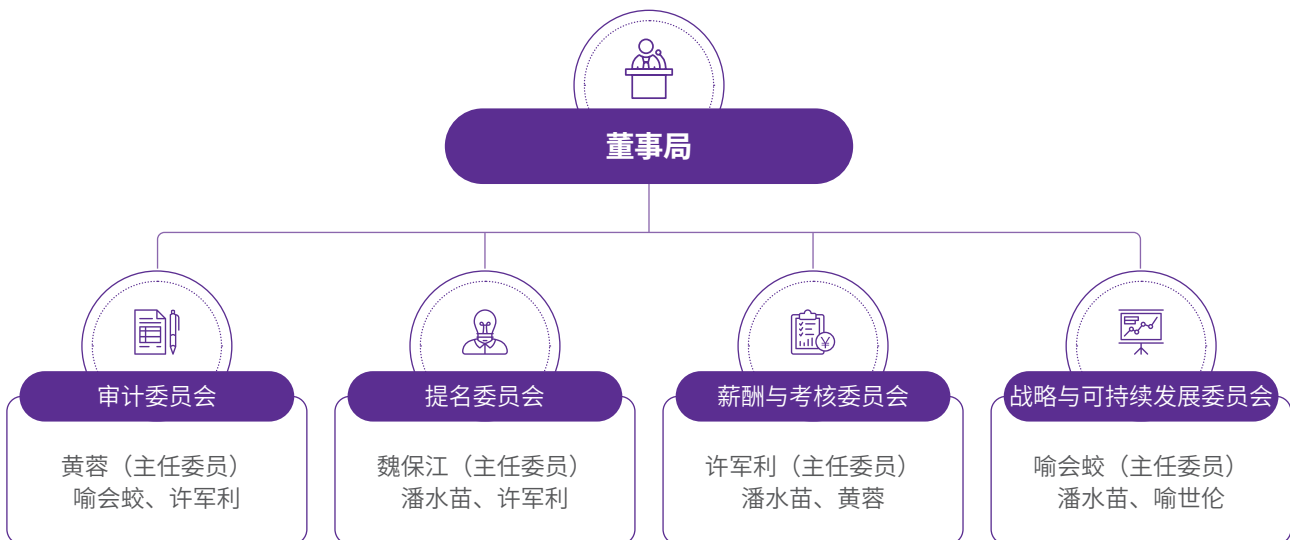 董事局
审计委员会
黄蓉（主任委员）
喻会蛟、许军利
提名委员会
魏保江（主任委员）
潘水苗、许军利
薪酬与考核委员会
许军利（主任委员）
潘水苗、黄蓉
战略与可持续发展委员会
喻会蛟（主任委员）
潘水苗、喻世伦